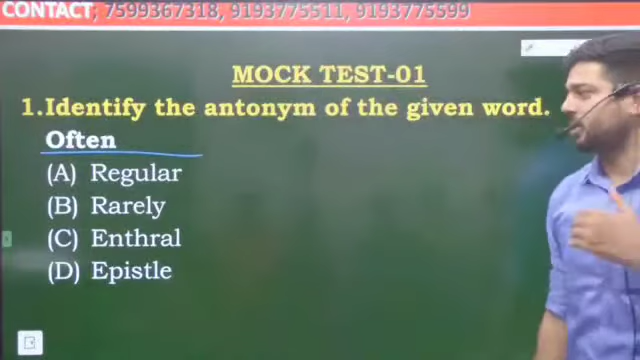 CONTACT; 7599367318, 9193775511, 9193775599
MOCK TEST-01
1.Identify the antonym of the given word.
Often
(A) Regular
(B) Rarely
(C) Enthral
(D) Epistle